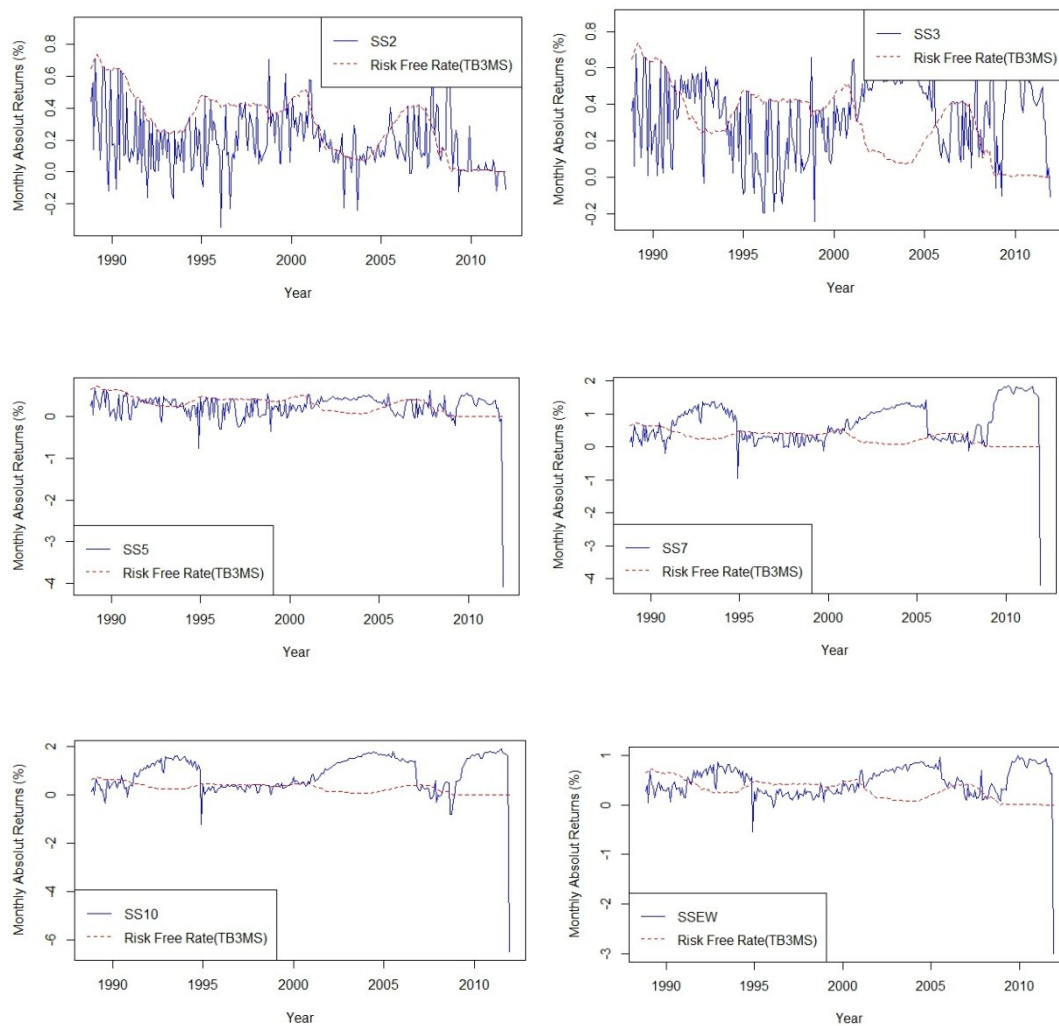 Monthly Absolut Returns (%)
0.8
0.6
0.4
0.2
0.0
-0.2
SS2
Risk Free Rate(TB3MS)
1990 1995 2000 2005 2010
Year
Monthly Absolut Returns (%)
0.8
0.6
0.4
0.2
0.0
-0.2
SS3
Risk Free Rate(TB3MS)
1990 1995 2000 2005 2010
Year
Monthly Absolut Returns (%)
0
-1
-2
-3
-4
SS5
Risk Free Rate(TB3MS)
1990 1995 2000 2005 2010
Year
Monthly Absolut Returns (%)
2
1
0
-1
-2
-3
-4
SS7
Risk Free Rate(TB3MS)
1990 1995 2000 2005 2010
Year
Monthly Absolut Returns (%)
2
0
-2
-4
-6
SS10
Risk Free Rate(TB3MS)
1990 1995 2000 2005 2010
Year
Monthly Absolut Returns (%)
1
0
-1
-2
-3
SSEW
Risk Free Rate(TB3MS)
1990 1995 2000 2005 2010
Year